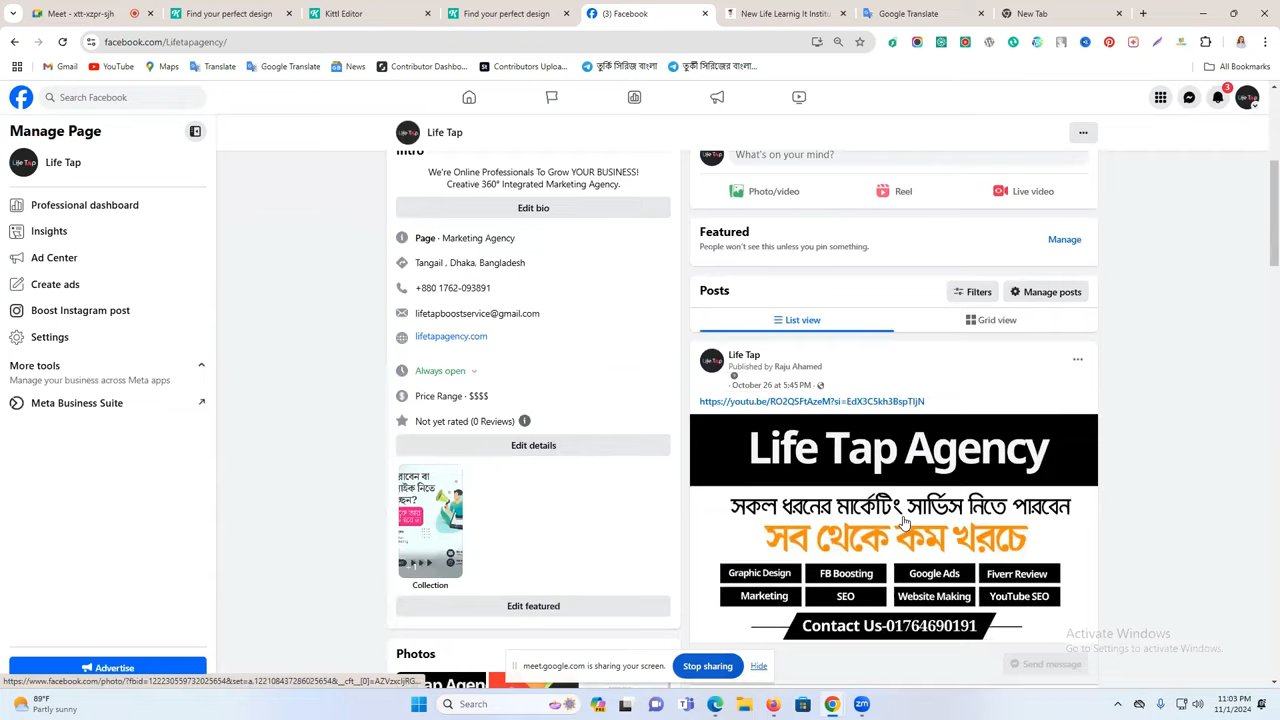 Meet - xtt-xzpr-sjh
Find your perfect design
Kittl Editor
Find your perfect design
(3) Facebook
New Life Learning It Institu
Google Translate
New Tab
facebook.com/Lifetapagency/
Gmail
YouTube
Maps
Translate
Google Translate
News
Contributor Dashbo...
Contributors Uploa...
তুর্কি সিরিজ বাংলা
তুর্কী সিরিজের বাংলা...
All Bookmarks
Search Facebook
3
Manage Page
Life Tap
Professional dashboard
Insights
Ad Center
Create ads
Boost Instagram post
Settings
More tools
Manage your business across Meta apps
Meta Business Suite
Advertise
Life Tap
Intro
We're Online Professionals To Grow YOUR BUSINESS!
Creative 360° Integrated Marketing Agency.
Edit bio
Page · Marketing Agency
Tangail , Dhaka, Bangladesh
+880 1762-093891
lifetapboostservice@gmail.com
lifetapagency.com
Always open
Price Range · $$$$
Not yet rated (0 Reviews)
Edit details
Collection
Edit featured
Photos
What's on your mind?
Photo/video
Reel
Live video
Featured
People won't see this unless you pin something.
Manage
Posts
Filters
Manage posts
List view
Grid view
Life Tap
Published by Raju Ahamed
· October 26 at 5:45 PM ·
https://youtu.be/RO2QSFtAzeM?si=EdX3C5kh3BspTljN
Life Tap Agency
সকল ধরনের মার্কেটিং সার্ভিস নিতে পারবেন
সব থেকে কম খরচে
Graphic Design
FB Boosting
Google Ads
Fiverr Review
Marketing
SEO
Website Making
YouTube SEO
Contact Us-01764690191
Send message
Activate Windows
Go to Settings to activate Windows.
meet.google.com is sharing your screen.
Stop sharing
Hide
89°F
Partly sunny
Search
11:03 PM
11/1/2024